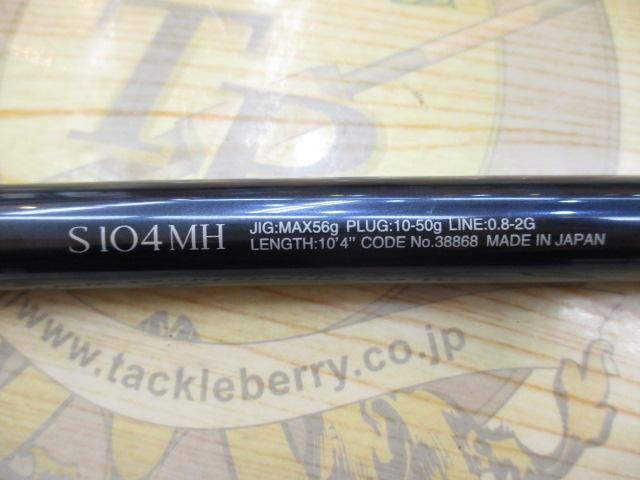 TB
S104MH
JIG:MAX56g PLUG:10-50g LINE:0.8-2G
LENGTH:10'4" CODE No.38868 MADE IN JAPAN
www.tackleberry.co.jp